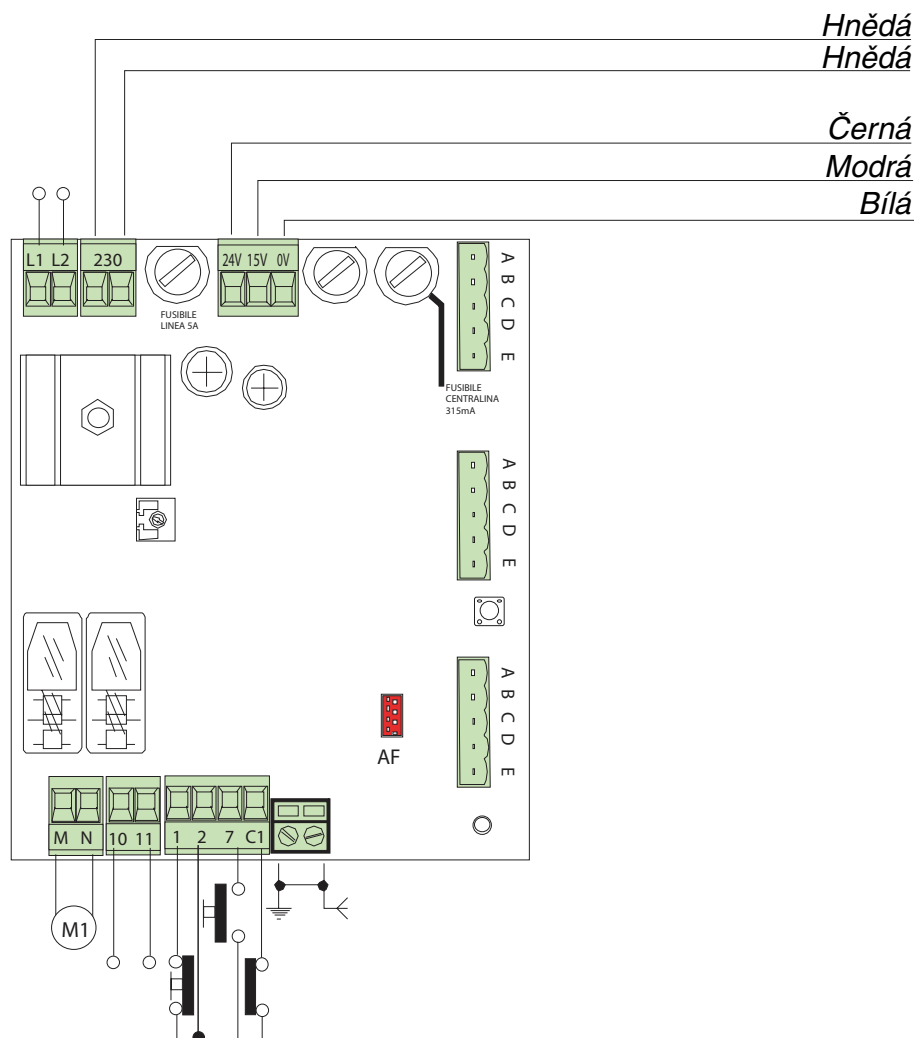 Hnědá
Hnědá
Černá
Modrá
Bílá
L1 L2
230
24V 15V 0V
FUSIBILE
LINEA 5A
A B C D E
FUSIBILE
CENTRALINA
315mA
A B C D E
A B C D E
AF
M N
10 11
1 2 7 C1
M1